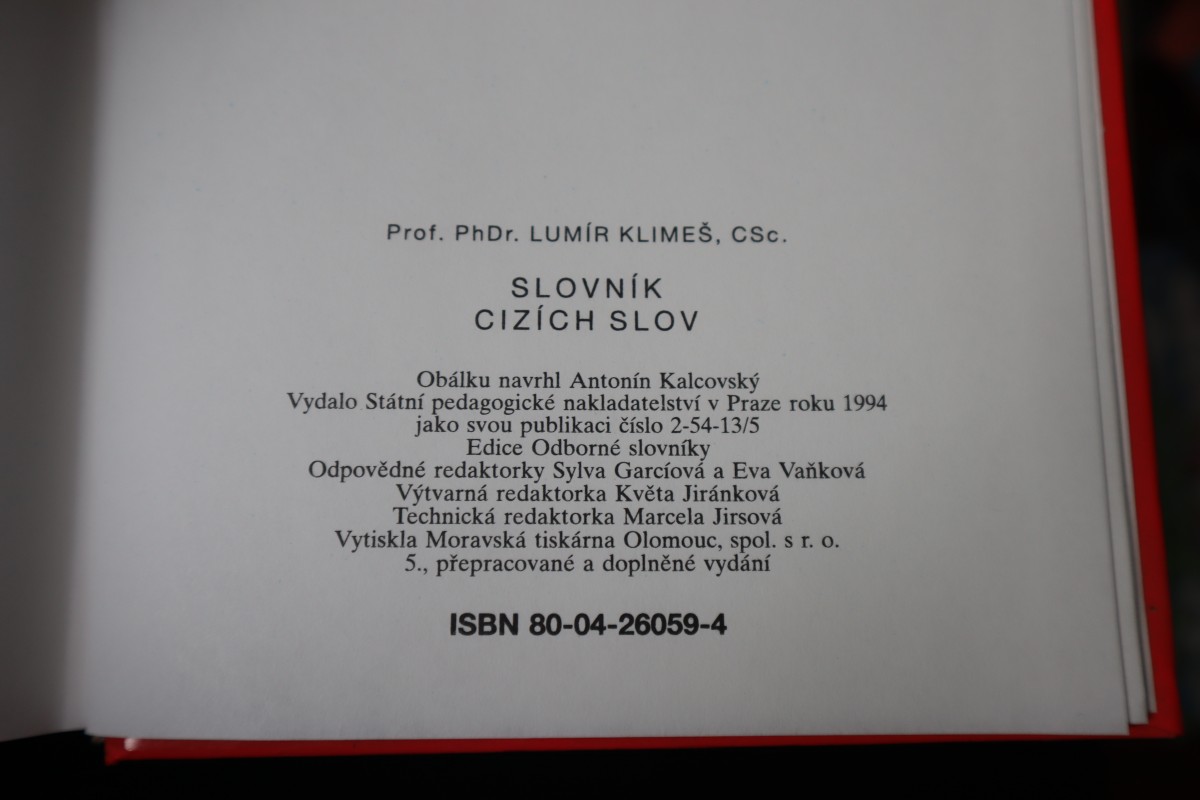 Prof. PhDr. LUMÍR KLIMEŠ, CSc.
SLOVNÍK
CIZÍCH SLOV
Obálku navrhl Antonín Kalcovský
Vydalo Státní pedagogické nakladatelství v Praze roku 1994
jako svou publikaci číslo 2-54-13/5
Edice Odborné slovníky
Odpovědné redaktorky Sylva Garcíová a Eva Vaňková
Výtvarná redaktorka Květa Jiránková
Technická redaktorka Marcela Jirsová
Vytiskla Moravská tiskárna Olomouc, spol. s r. o.
5., přepracované a doplněné vydání
ISBN 80-04-26059-4